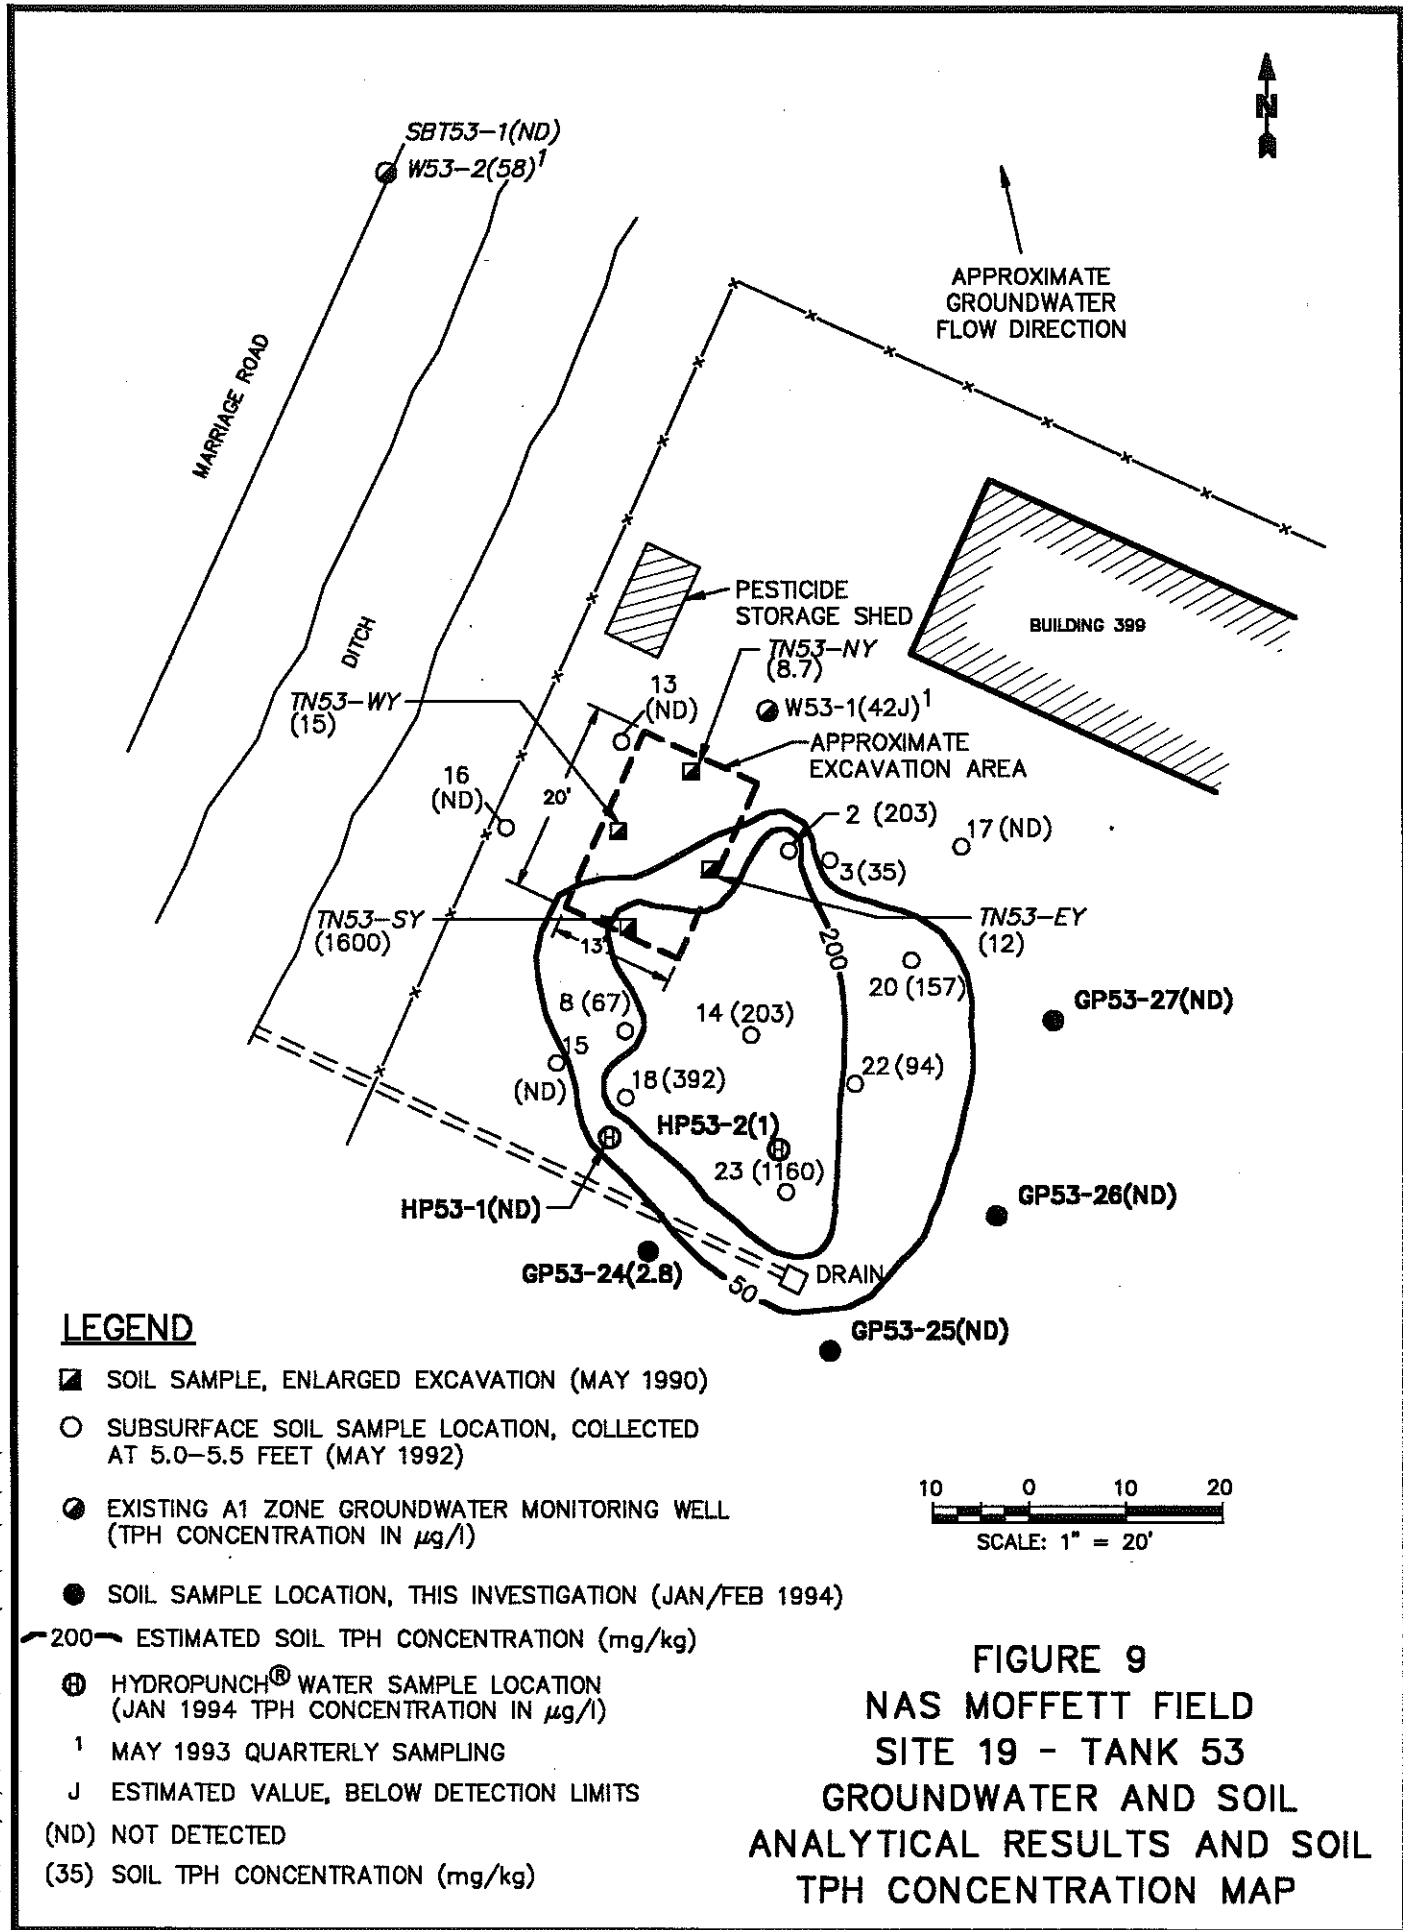 N
SBT53-1(ND)
W53-2(58)¹
APPROXIMATE
GROUNDWATER
FLOW DIRECTION
MARRIAGE ROAD
DITCH
PESTICIDE
STORAGE SHED
BUILDING 399
TN53-NY
(8.7)
13
(ND)
W53-1(42J)¹
TN53-WY
(15)
APPROXIMATE
EXCAVATION AREA
16
(ND)
20'
2 (203)
17 (ND)
3(35)
TN53-SY
(1600)
TN53-EY
(12)
13'
200
20 (157)
8 (67)
14 (203)
GP53-27(ND)
15
(ND)
22 (94)
18 (392)
HP53-2(1)
H
H
23 (1160)
HP53-1(ND)
GP53-26(ND)
GP53-24(2.8)
DRAIN
50
GP53-25(ND)
LEGEND
SOIL SAMPLE, ENLARGED EXCAVATION (MAY 1990)
SUBSURFACE SOIL SAMPLE LOCATION, COLLECTED
AT 5.0-5.5 FEET (MAY 1992)
EXISTING A1 ZONE GROUNDWATER MONITORING WELL
(TPH CONCENTRATION IN µg/l)
SOIL SAMPLE LOCATION, THIS INVESTIGATION (JAN/FEB 1994)
200 ESTIMATED SOIL TPH CONCENTRATION (mg/kg)
H HYDROPUNCH® WATER SAMPLE LOCATION
(JAN 1994 TPH CONCENTRATION IN µg/l)
1 MAY 1993 QUARTERLY SAMPLING
J ESTIMATED VALUE, BELOW DETECTION LIMITS
(ND) NOT DETECTED
(35) SOIL TPH CONCENTRATION (mg/kg)
10 0 10 20
SCALE: 1" = 20'
FIGURE 9
NAS MOFFETT FIELD
SITE 19 - TANK 53
GROUNDWATER AND SOIL
ANALYTICAL RESULTS AND SOIL
TPH CONCENTRATION MAP